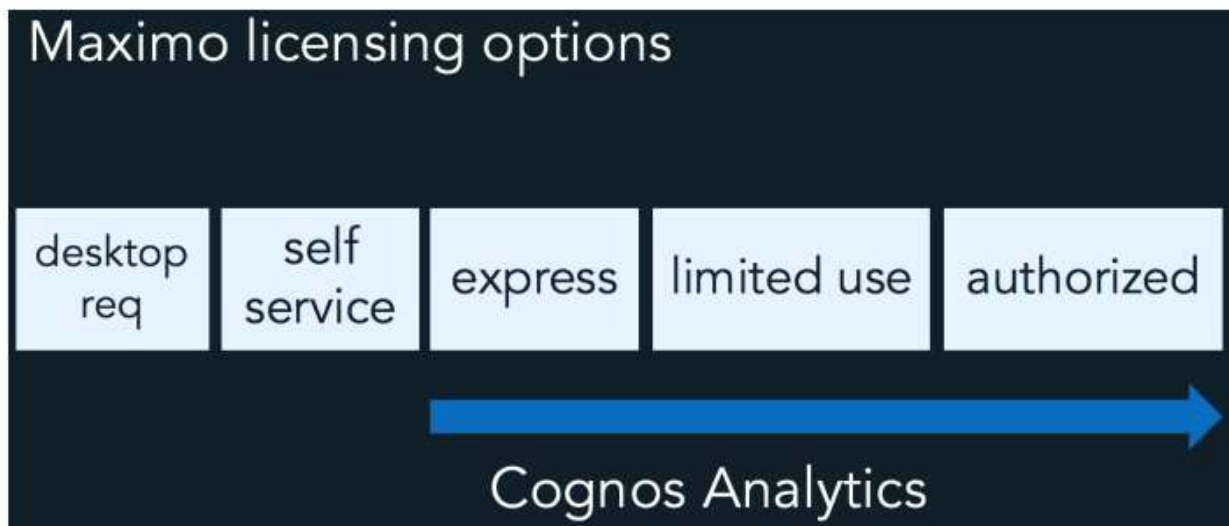 Maximo licensing options
desktop
req
self
service
express
limited use
authorized
Cognos Analytics